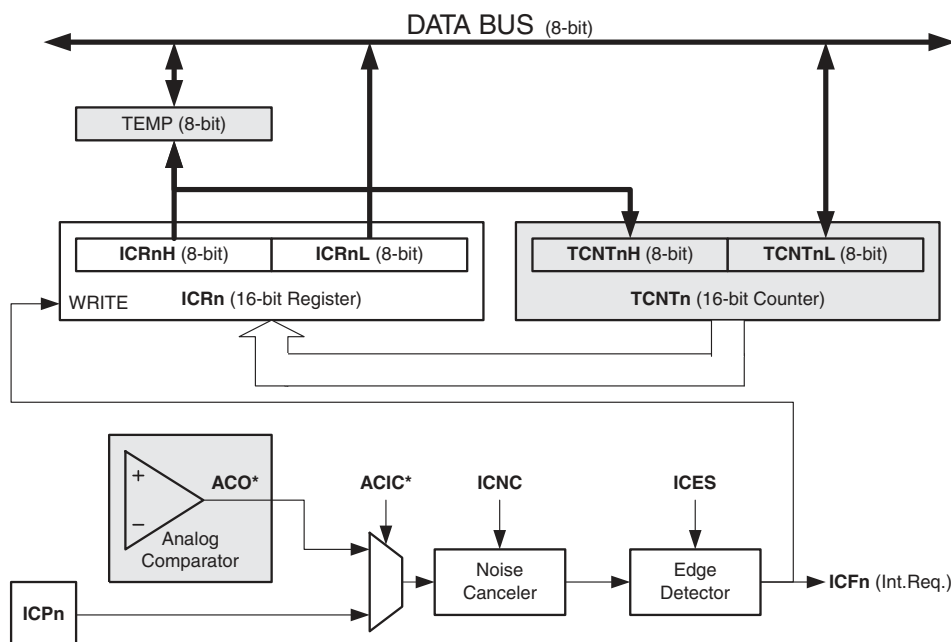 DATA BUS (8-bit)
TEMP (8-bit)
ICRnH (8-bit)
ICRnL (8-bit)
TCNTnH (8-bit)
TCNTnL (8-bit)
WRITE
ICRn (16-bit Register)
TCNTn (16-bit Counter)
+
−
ACO*
Analog
Comparator
ACIC*
ICNC
ICES
Noise
Canceler
Edge
Detector
ICFn (Int.Req.)
ICPn